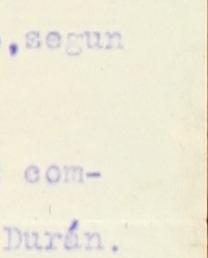 ,segun
com-
Durán.